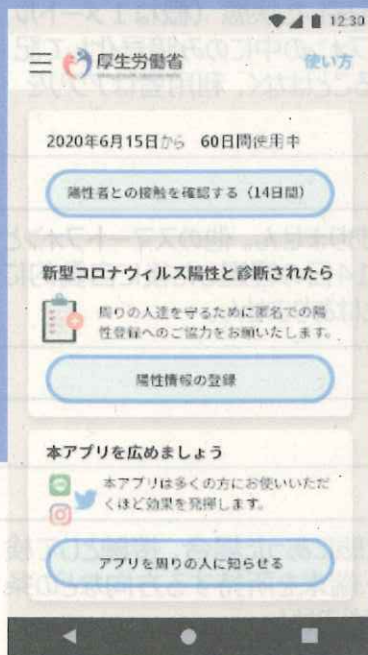 12:30
厚生労働省
使い方
2020年6月15日から 60日間使用中
陽性者との接触を確認する（14日間）
新型コロナウィルス陽性と診断されたら
周りの人達を守るために匿名での陽
性登録へのご協力をお願いいたします。
陽性情報の登録
本アプリを広めましょう
本アプリは多くの方にお使いいただ
くほど効果を発揮します。
アプリを周りの人に知らせる